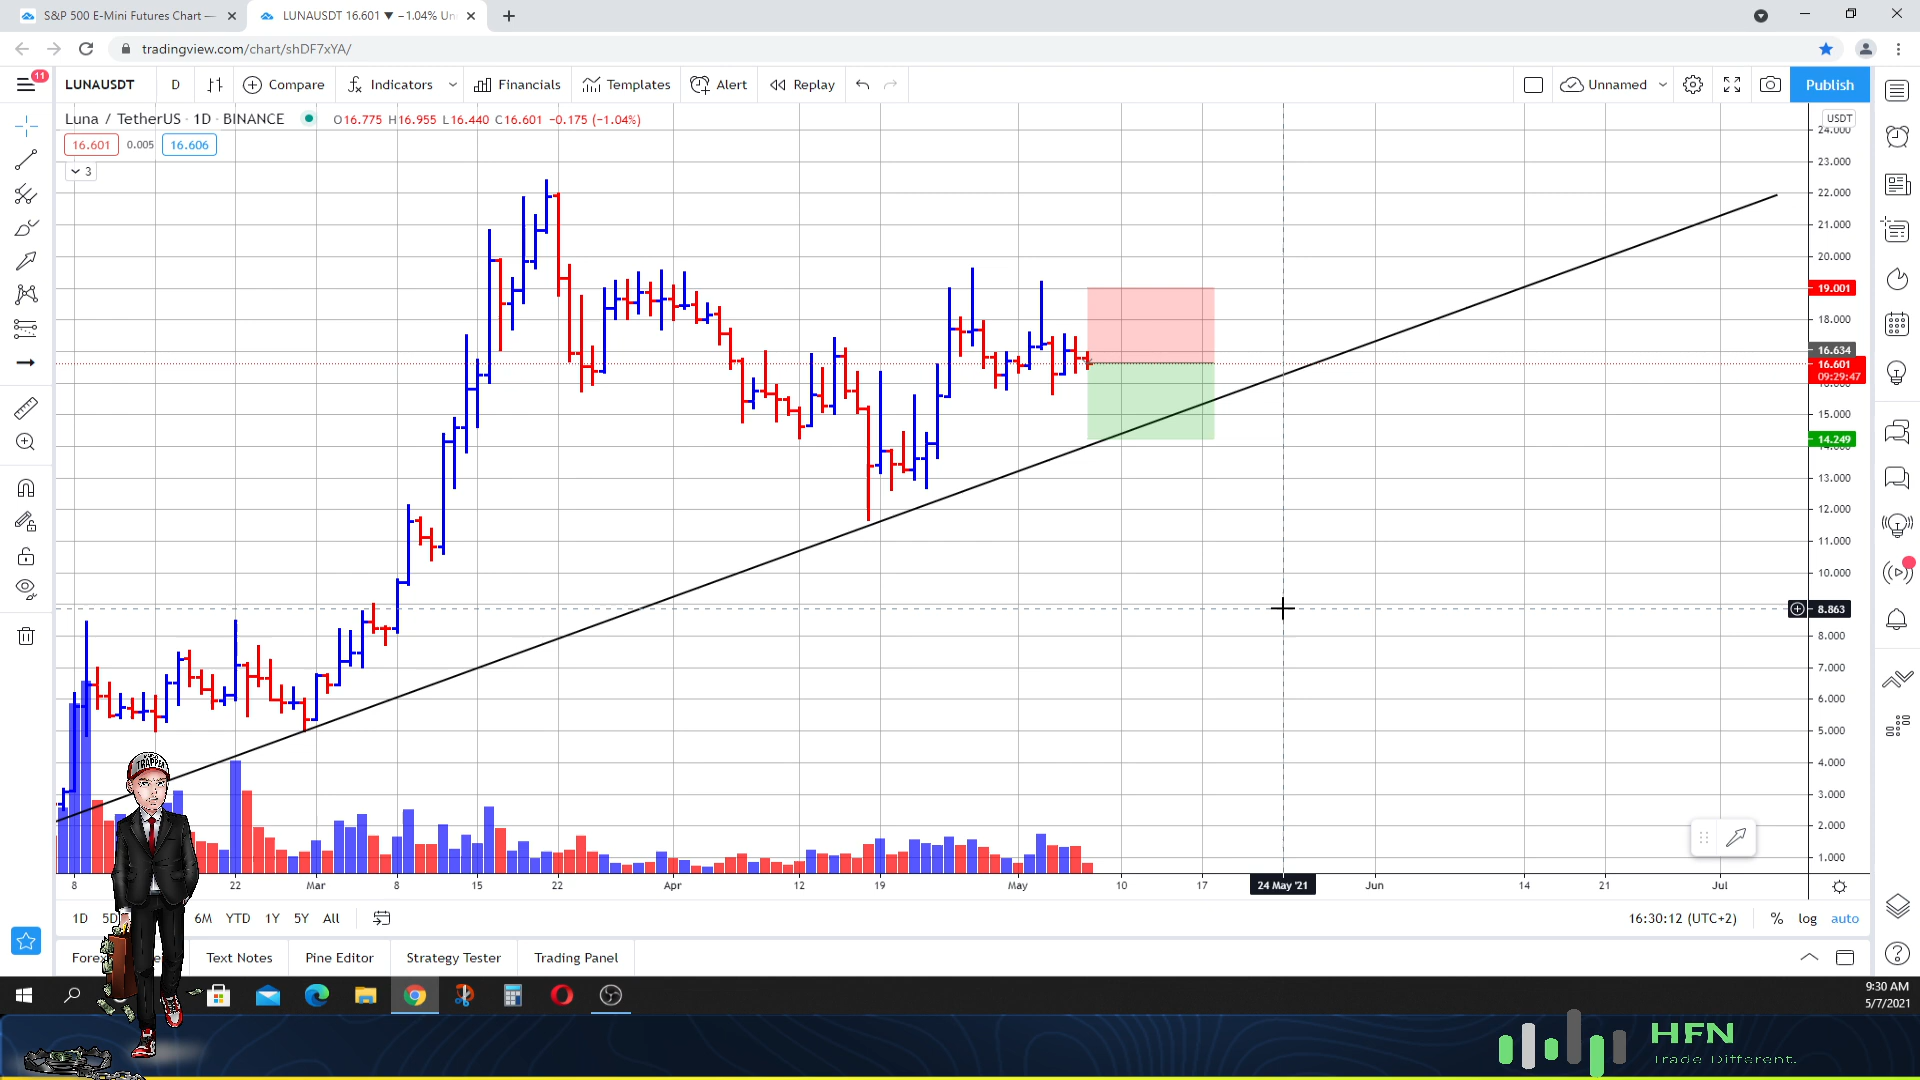 S&P 500 E-Mini Futures Chart —
LUNAUSDT 16.601 ▼ −1.04% Un
tradingview.com/chart/shDF7xYA/
11
LUNAUSDT
D
Compare
Indicators
Financials
Templates
Alert
Replay
Unnamed
Publish
Luna / TetherUS · 1D · BINANCE
O16.775 H16.955 L16.440 C16.601 −0.175 (−1.04%)
16.601
0.005
16.606
3
USDT
24.000
23.000
22.000
21.000
20.000
19.001
18.000
16.634
16.601
09:29:47
15.000
14.249
13.000
12.000
11.000
10.000
8.863
8.000
7.000
6.000
5.000
4.000
3.000
2.000
1.000
TRAPPER
8
22
Mar
8
15
22
Apr
12
19
May
10
17
24 May '21
Jun
14
21
Jul
1D
5D
6M
YTD
1Y
5Y
All
16:30:12 (UTC+2)
%
log
auto
Text Notes
Pine Editor
Strategy Tester
Trading Panel
9:30 AM
5/7/2021
HFN
Trade Different.